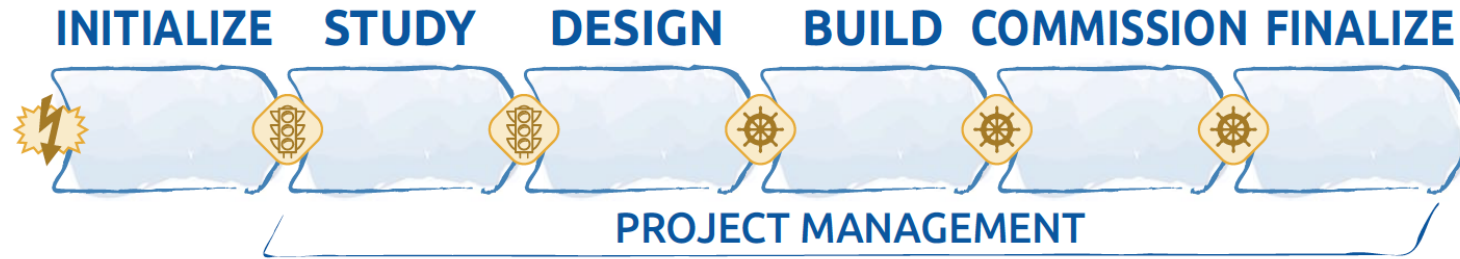 INITIALIZE STUDY DESIGN BUILD COMMISSION FINALIZE
PROJECT MANAGEMENT